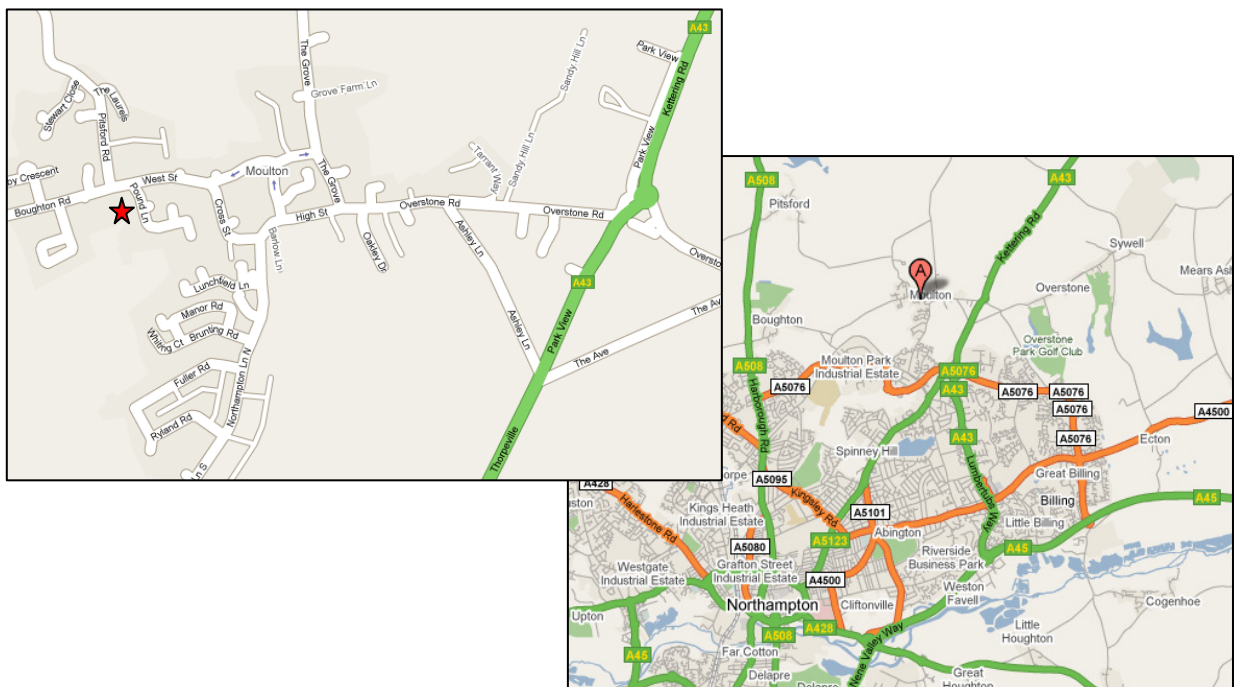 A43
Park View
Sandy Hill Ln
Kettering Rd
The Grove
Grove Farm Ln
Stewart Close
The Laurels
Pitsford Rd
Park View
Tarrant Way
Sandy Hill Ln
Moulton
The Grove
West St
Crescent
Boughton Rd
Pound Ln
Cross St
High St
Overstone Rd
Overstone Rd
Barlow Ln
Oakley Dr
Ashley Ln
A43
Lunchfield Ln
Manor Rd
Whiting Ct
Brunting Rd
Ashley Ln
Park View
The Ave
The Ave
Fuller Rd
Northampton Ln N
Ryland Rd
Ln S
Thorpeville
A508
A43
Pitsford
Kettering Rd
Sywell
Mears Ash
A
Moulton
Overstone
Boughton
Overstone
Park Golf Club
A508
Moulton Park
Industrial Estate
A5076
A5076
A43
A5076
A5076
A5076
A4500
Harborough Rd
A43
A5076
Ecton
Spinney Hill
Great Billing
A428
A5095
Kingsley Rd
Lumbertubs Way
Billing
A45
Harlestone Rd
Kings Heath
Industrial Estate
A5101
Little Billing
A5123
Abington
A5080
A45
Riverside
Business Park
Westgate
Industrial Estate
Grafton Street
Industrial Estate
A4500
Weston
Favell
Northampton
Cliftonville
Cogenhoe
Upton
A508
A428
Nene Valley Way
Little
Houghton
A45
Far Cotton
Delapre
Great
Houghton
Delapre